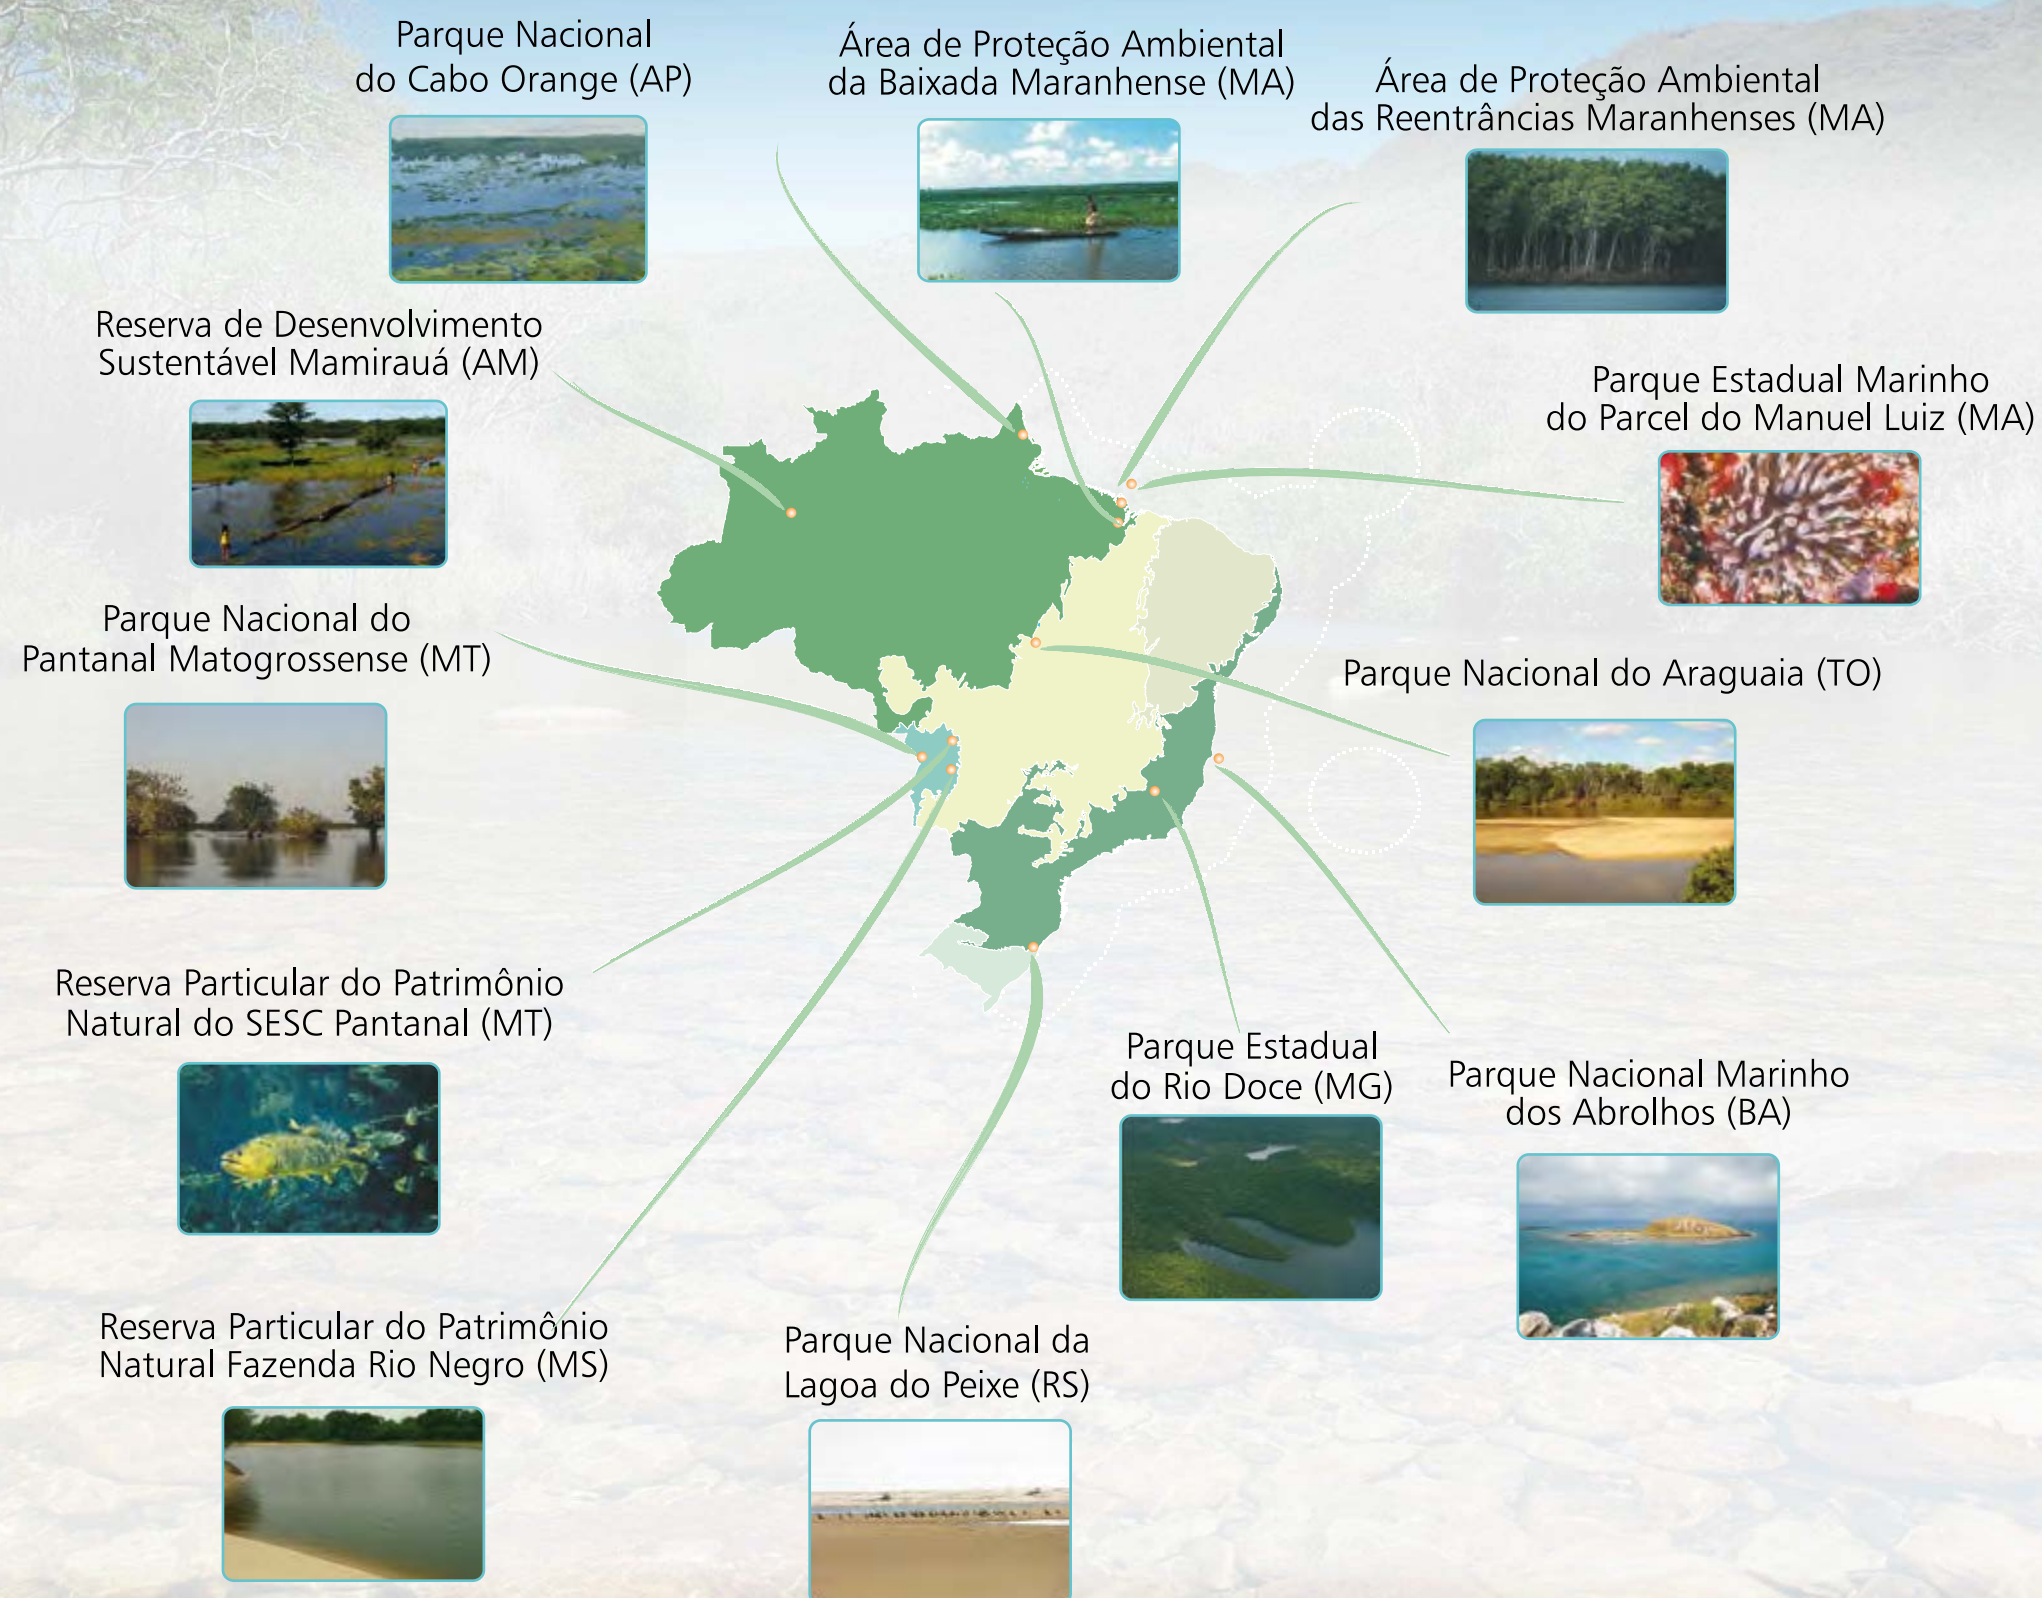 Parque Nacional
do Cabo Orange (AP)
Área de Proteção Ambiental
da Baixada Maranhense (MA)
Área de Proteção Ambiental
das Reentrâncias Maranhenses (MA)
Reserva de Desenvolvimento
Sustentável Mamirauá (AM)
Parque Estadual Marinho
do Parcel do Manuel Luiz (MA)
Parque Nacional do
Pantanal Matogrossense (MT)
Parque Nacional do Araguaia (TO)
Reserva Particular do Patrimônio
Natural do SESC Pantanal (MT)
Parque Estadual
do Rio Doce (MG)
Parque Nacional Marinho
dos Abrolhos (BA)
Reserva Particular do Patrimônio
Natural Fazenda Rio Negro (MS)
Parque Nacional da
Lagoa do Peixe (RS)